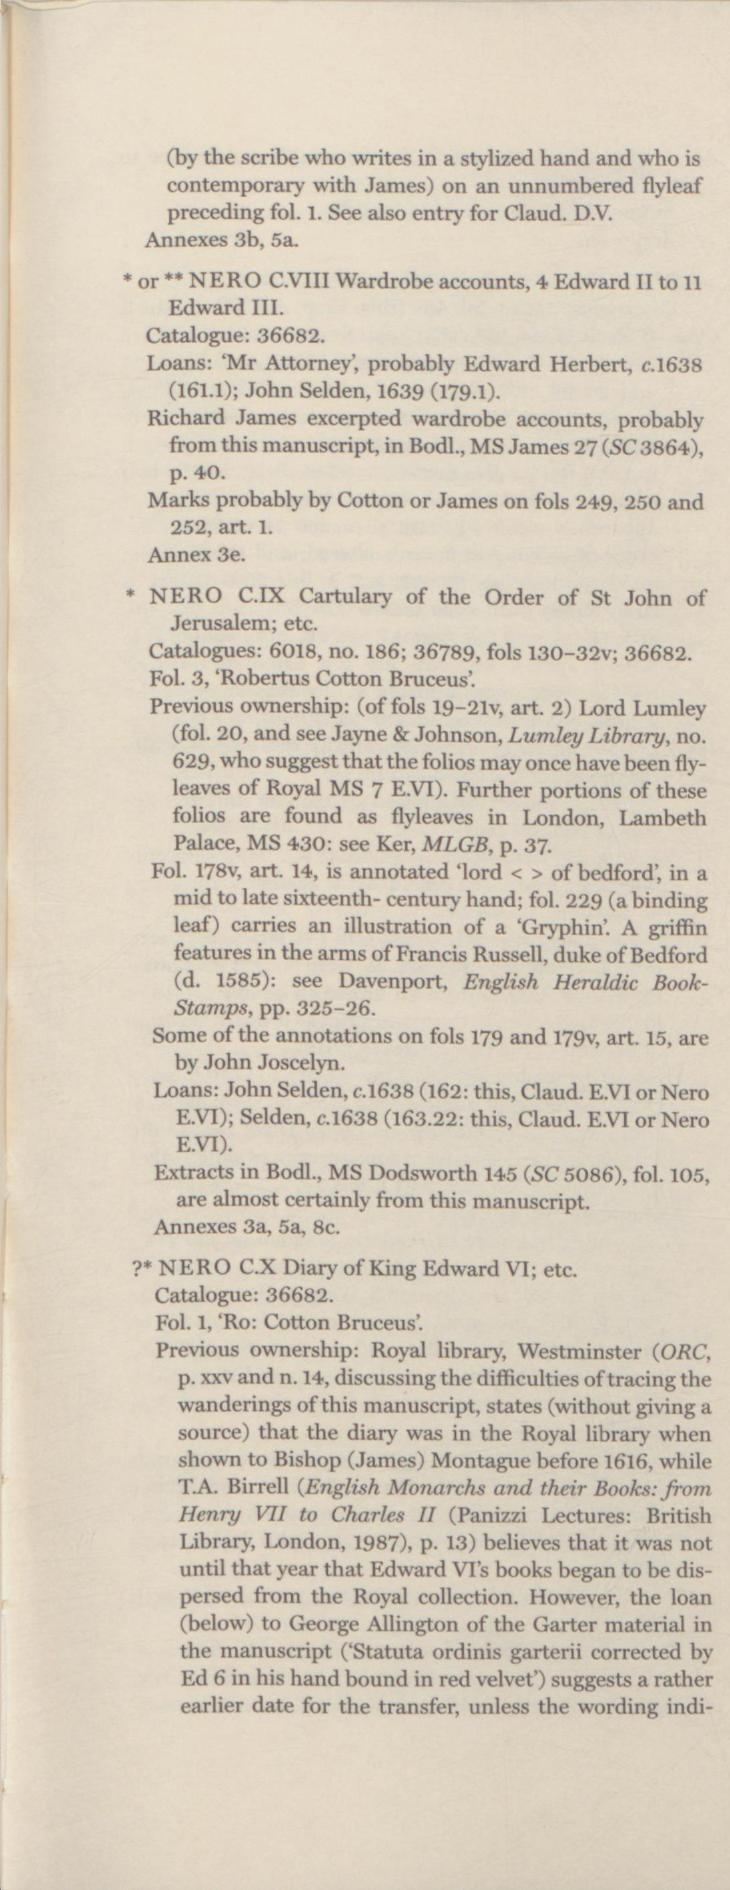 (by the scribe who writes in a stylized hand and who is
contemporary with James) on an unnumbered flyleaf
preceding fol. 1. See also entry for Claud. D.V.
Annexes 3b, 5a.
* or ** NERO C.VIII Wardrobe accounts, 4 Edward II to 11
Edward III.
Catalogue: 36682.
Loans: ‘Mr Attorney’, probably Edward Herbert, c.1638
(161.1); John Selden, 1639 (179.1).
Richard James excerpted wardrobe accounts, probably
from this manuscript, in Bodl., MS James 27 (SC 3864),
p. 40.
Marks probably by Cotton or James on fols 249, 250 and
252, art. 1.
Annex 3e.
* NERO C.IX Cartulary of the Order of St John of
Jerusalem; etc.
Catalogues: 6018, no. 186; 36789, fols 130–32v; 36682.
Fol. 3, ‘Robertus Cotton Bruceus’.
Previous ownership: (of fols 19–21v, art. 2) Lord Lumley
(fol. 20, and see Jayne & Johnson, Lumley Library, no.
629, who suggest that the folios may once have been fly-
leaves of Royal MS 7 E.VI). Further portions of these
folios are found as flyleaves in London, Lambeth
Palace, MS 430: see Ker, MLGB, p. 37.
Fol. 178v, art. 14, is annotated ‘lord < > of bedford’, in a
mid to late sixteenth- century hand; fol. 229 (a binding
leaf) carries an illustration of a ‘Gryphin’. A griffin
features in the arms of Francis Russell, duke of Bedford
(d. 1585): see Davenport, English Heraldic Book-
Stamps, pp. 325–26.
Some of the annotations on fols 179 and 179v, art. 15, are
by John Joscelyn.
Loans: John Selden, c.1638 (162: this, Claud. E.VI or Nero
E.VI); Selden, c.1638 (163.22: this, Claud. E.VI or Nero
E.VI).
Extracts in Bodl., MS Dodsworth 145 (SC 5086), fol. 105,
are almost certainly from this manuscript.
Annexes 3a, 5a, 8c.
?* NERO C.X Diary of King Edward VI; etc.
Catalogue: 36682.
Fol. 1, ‘Ro: Cotton Bruceus’.
Previous ownership: Royal library, Westminster (ORC,
p. xxv and n. 14, discussing the difficulties of tracing the
wanderings of this manuscript, states (without giving a
source) that the diary was in the Royal library when
shown to Bishop (James) Montague before 1616, while
T.A. Birrell (English Monarchs and their Books: from
Henry VII to Charles II (Panizzi Lectures: British
Library, London, 1987), p. 13) believes that it was not
until that year that Edward VI’s books began to be dis-
persed from the Royal collection. However, the loan
(below) to George Allington of the Garter material in
the manuscript (‘Statuta ordinis garterii corrected by
Ed 6 in his hand bound in red velvet’) suggests a rather
earlier date for the transfer, unless the wording indi-